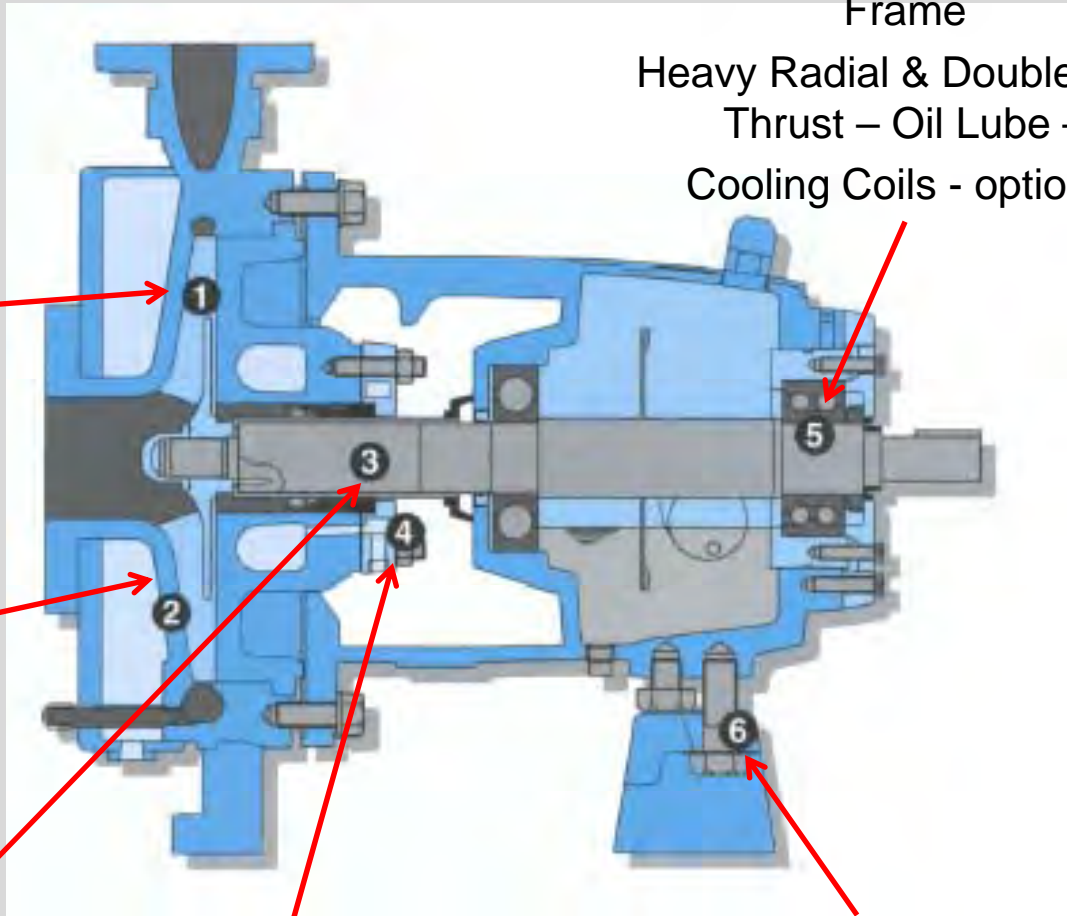 Frame
Heavy Radial & Double
Thrust – Oil Lube -
Cooling Coils - optio
1
5
3
4
2
6